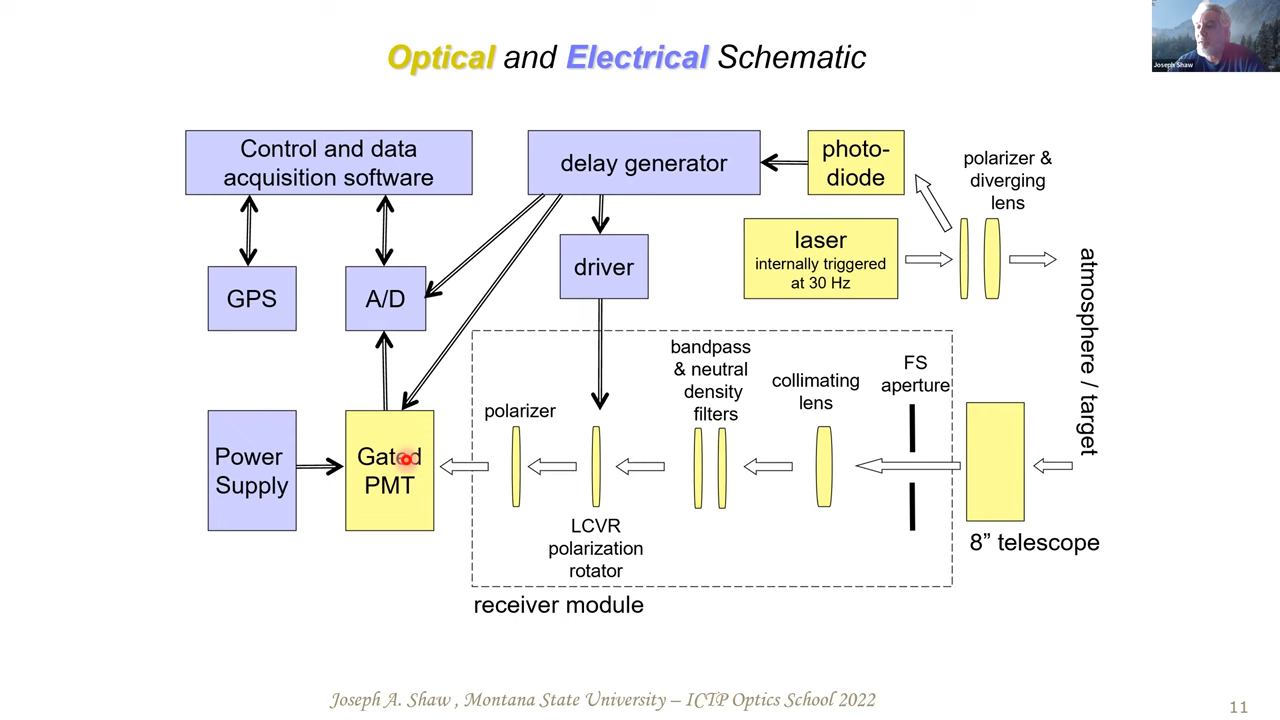 Optical and Electrical Schematic
Joseph Shaw
Control and data
acquisition software
delay generator
photo-
diode
polarizer &
diverging
lens
laser
internally triggered
at 30 Hz
GPS
A/D
driver
atmosphere / target
bandpass
& neutral
density
filters
collimating
lens
FS
aperture
polarizer
Power
Supply
Gated
PMT
LCVR
polarization
rotator
8” telescope
receiver module
Joseph A. Shaw , Montana State University – ICTP Optics School 2022
11